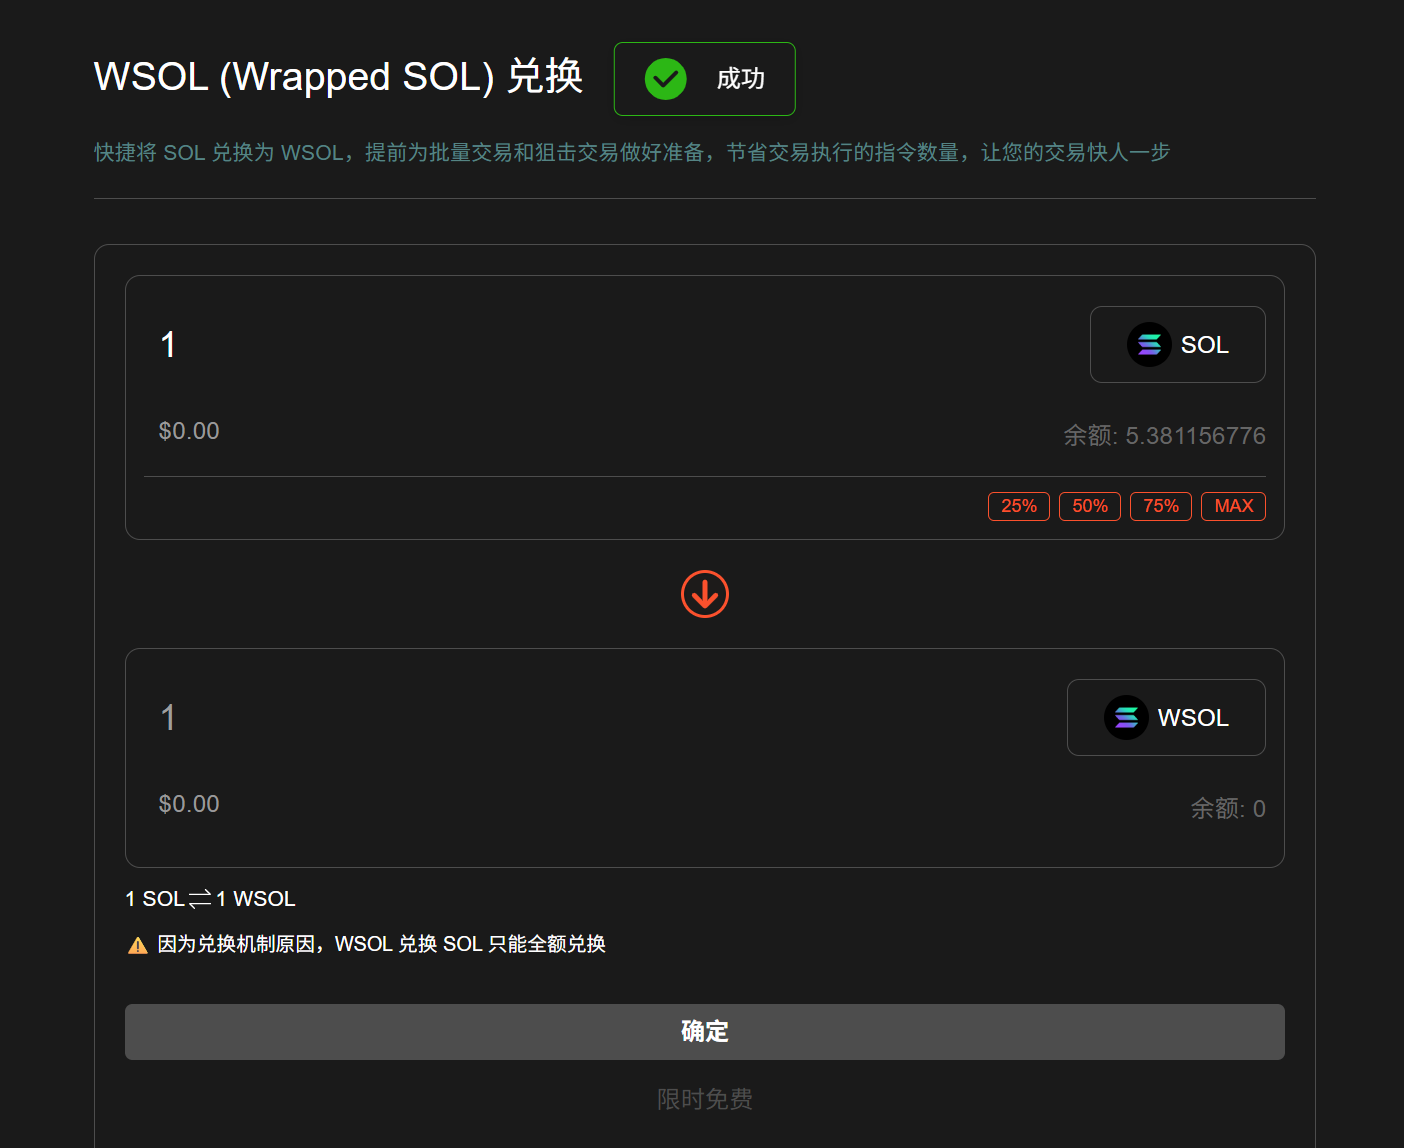 WSOL (Wrapped SOL) 兑换
成功
快捷将 SOL 兑换为 WSOL，提前为批量交易和狙击交易做好准备，节省交易执行的指令数量，让您的交易快人一步
1
SOL
$0.00
余额: 5.381156776
25% 50% 75% MAX
1
WSOL
$0.00
余额: 0
1 SOL⇌1 WSOL
因为兑换机制原因，WSOL 兑换 SOL 只能全额兑换
确定
限时免费